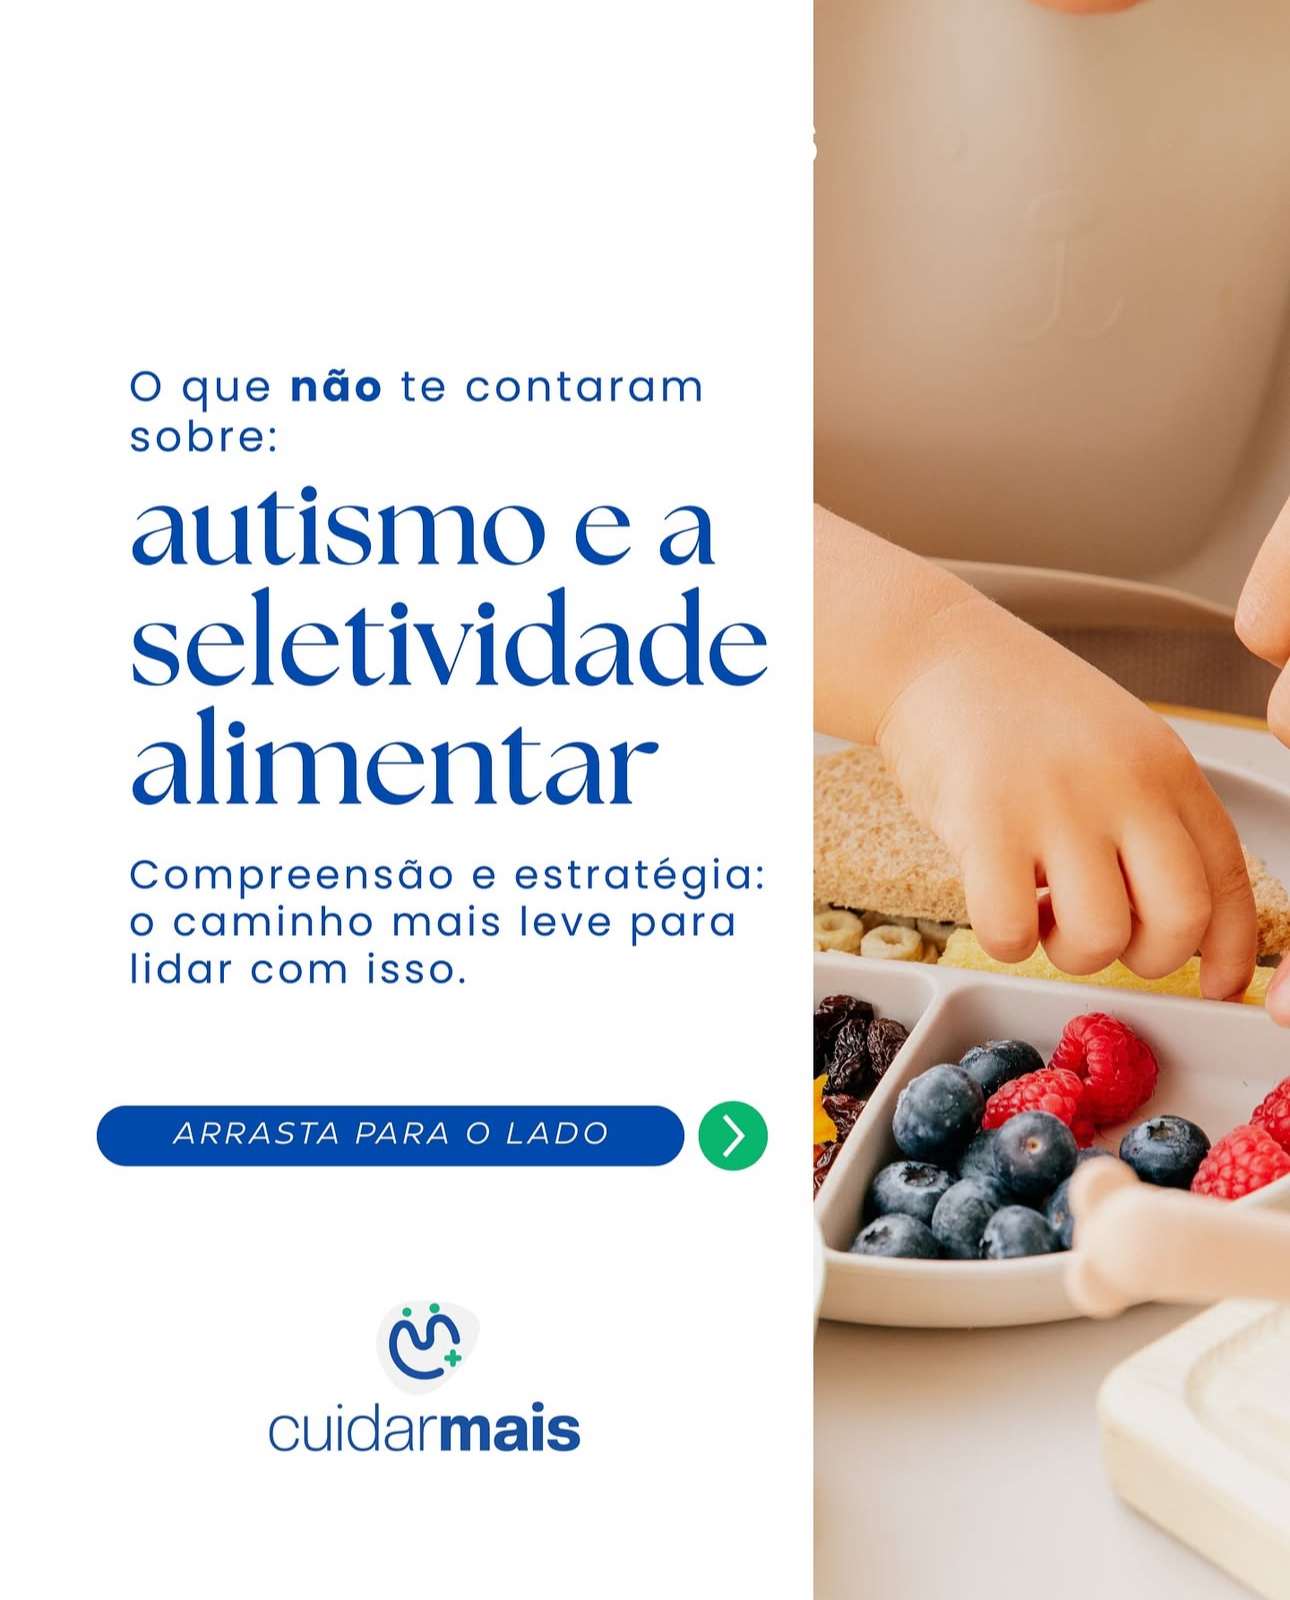 O que não te contaram
sobre:
autismo e a
seletividade
alimentar
Compreensão e estratégia:
o caminho mais leve para
lidar com isso.
ARRASTA PARA O LADO
cuidarmais